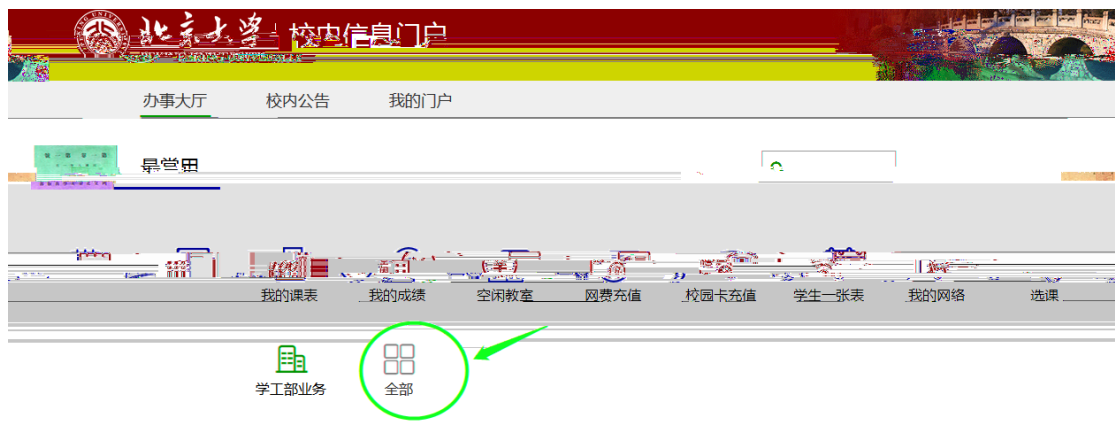 北京大学 校内信息门户
办事大厅 校内公告 我的门户
最常用
我的课表 我的成绩 空闲教室 网费充值 校园卡充值 学生一张表 我的网络 选课
学工部业务 全部